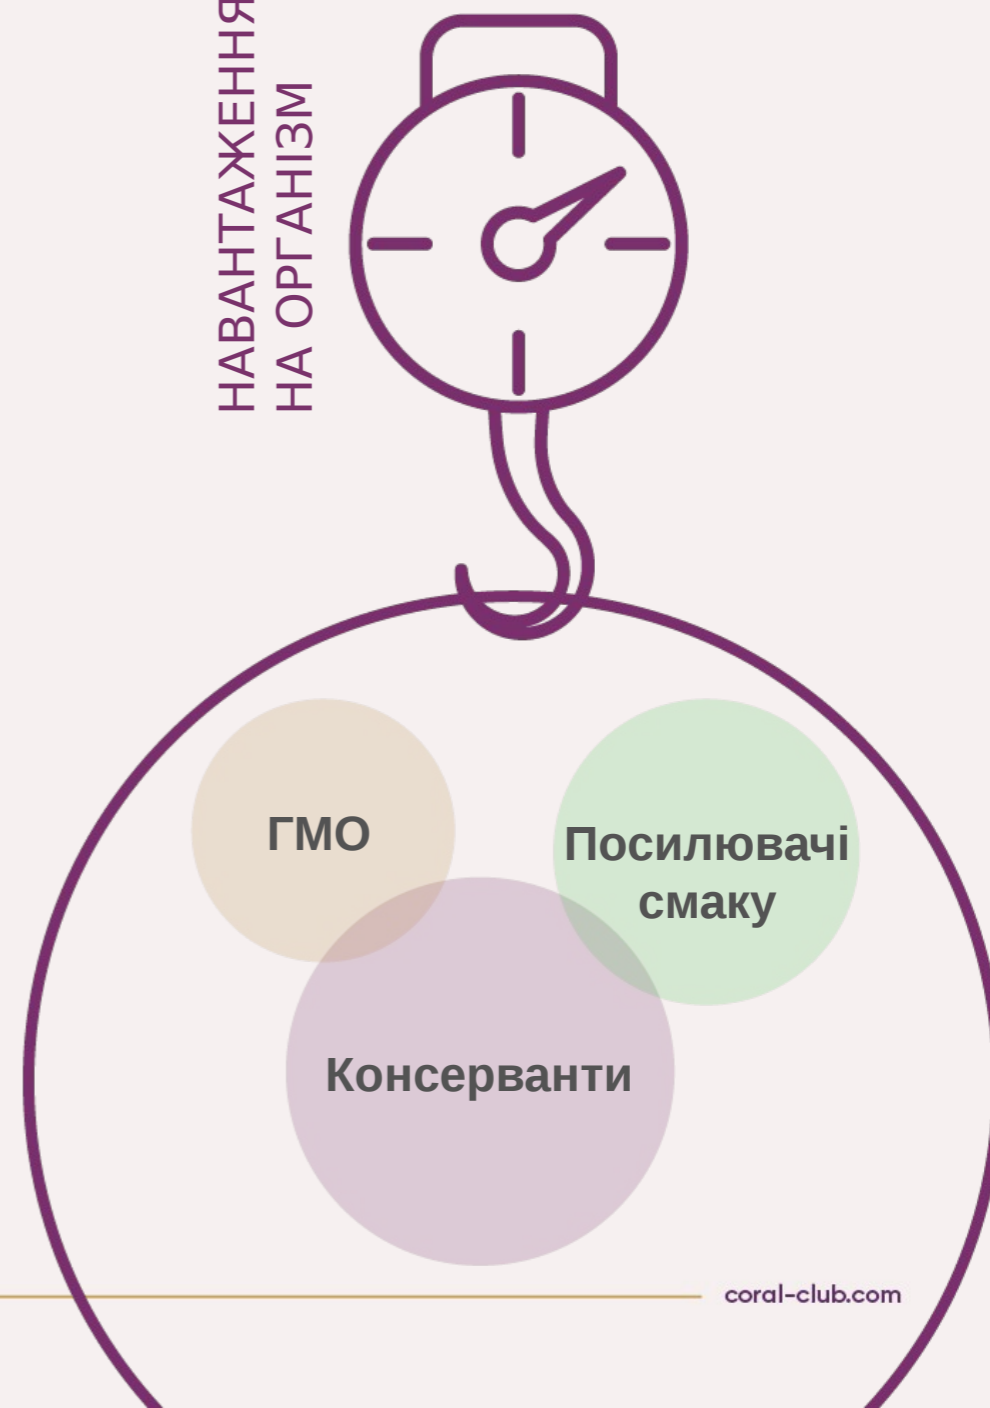 НАВАНТАЖЕННЯ
НА ОРГАНІЗМ
ГМО
Посилювачі
смаку
Консерванти
coral-club.com